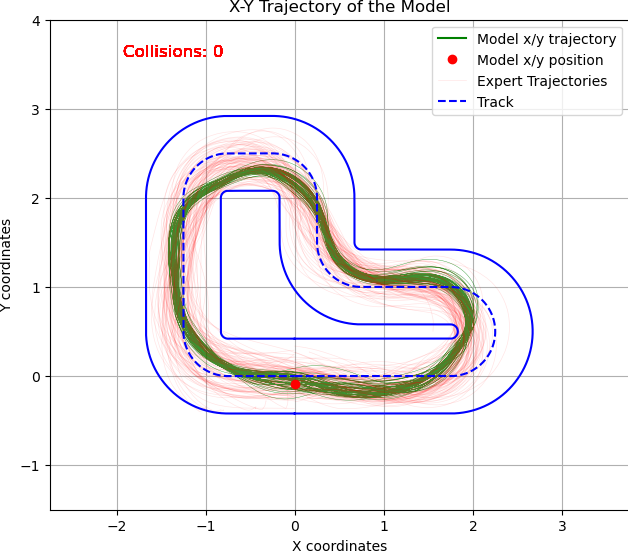 X-Y Trajectory of the Model
Collisions: 0
Model x/y trajectory
Model x/y position
Expert Trajectories
Track
4
3
2
1
0
−1
Y coordinates
−2
−1
0
1
2
3
X coordinates